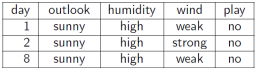 day outlook humidity wind play
1 sunny high weak no
2 sunny high strong no
8 sunny high weak no